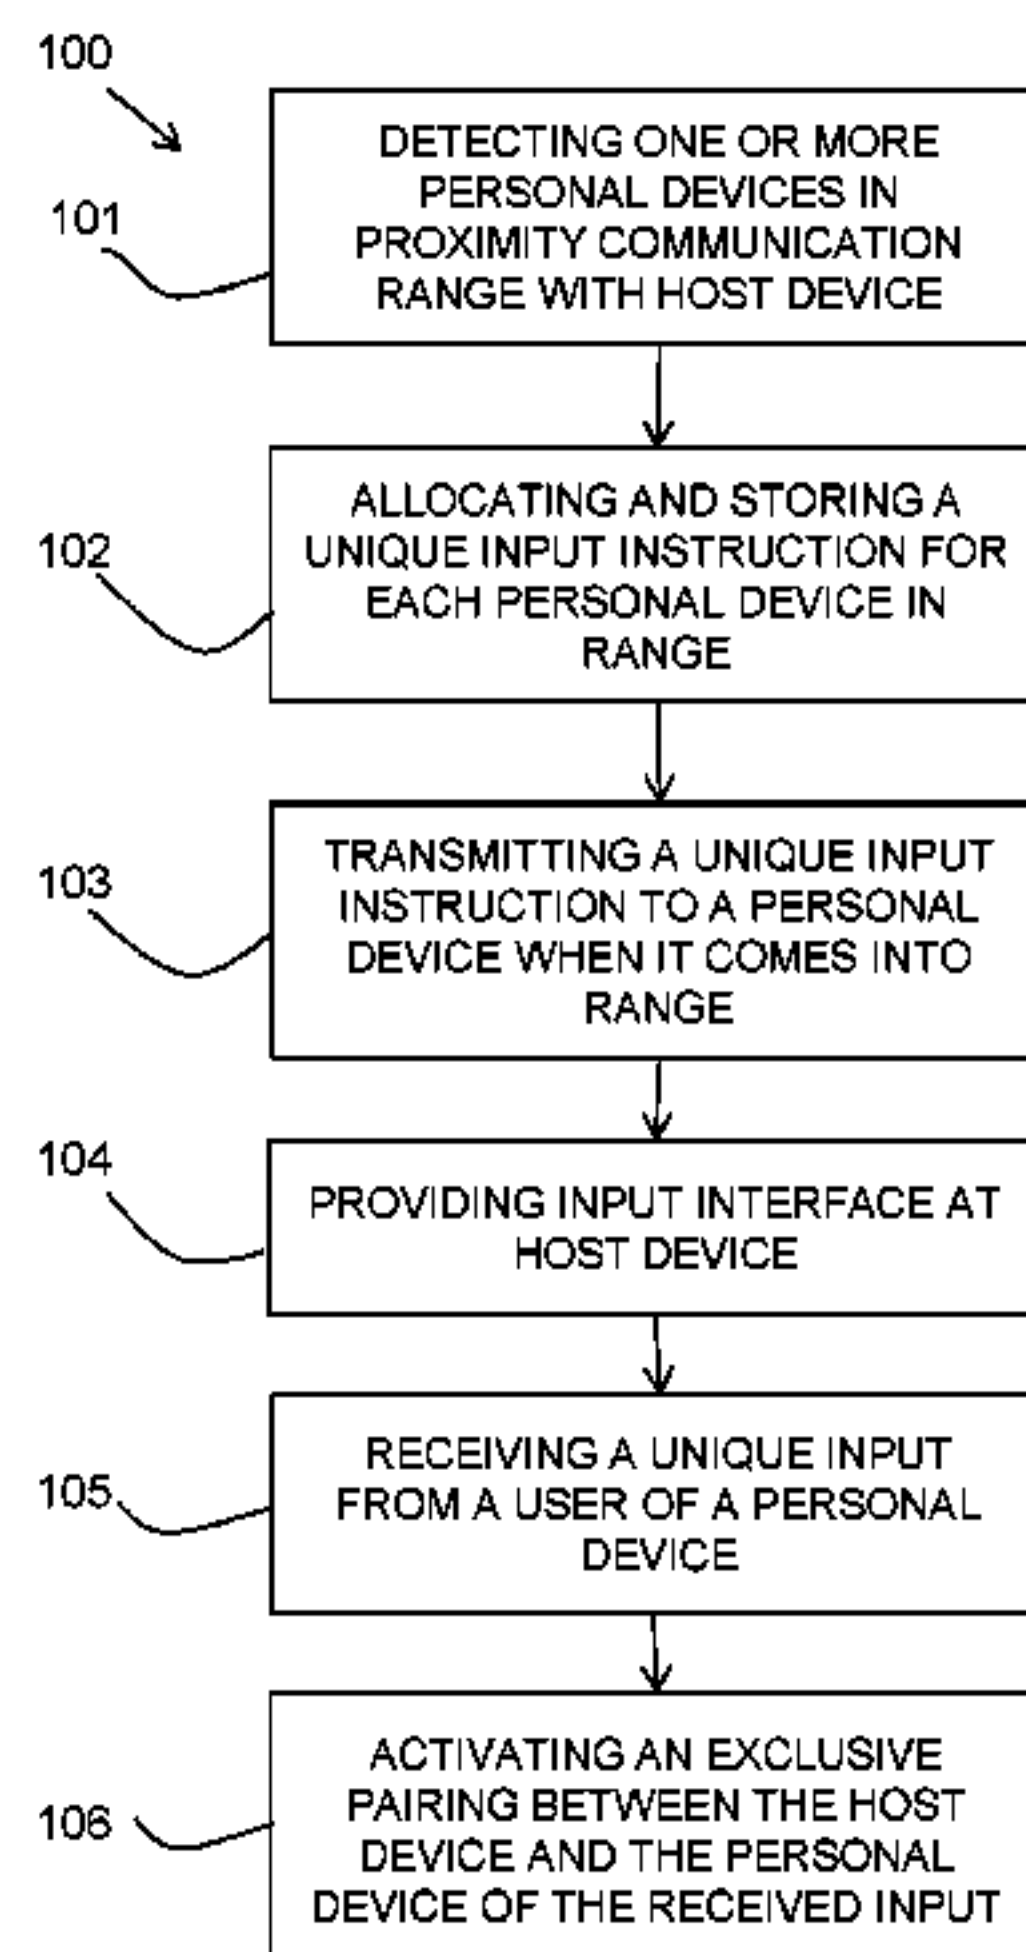 100
101
DETECTING ONE OR MORE
PERSONAL DEVICES IN
PROXIMITY COMMUNICATION
RANGE WITH HOST DEVICE
102
ALLOCATING AND STORING A
UNIQUE INPUT INSTRUCTION FOR
EACH PERSONAL DEVICE IN
RANGE
103
TRANSMITTING A UNIQUE INPUT
INSTRUCTION TO A PERSONAL
DEVICE WHEN IT COMES INTO
RANGE
104
PROVIDING INPUT INTERFACE AT
HOST DEVICE
105
RECEIVING A UNIQUE INPUT
FROM A USER OF A PERSONAL
DEVICE
106
ACTIVATING AN EXCLUSIVE
PAIRING BETWEEN THE HOST
DEVICE AND THE PERSONAL
DEVICE OF THE RECEIVED INPUT